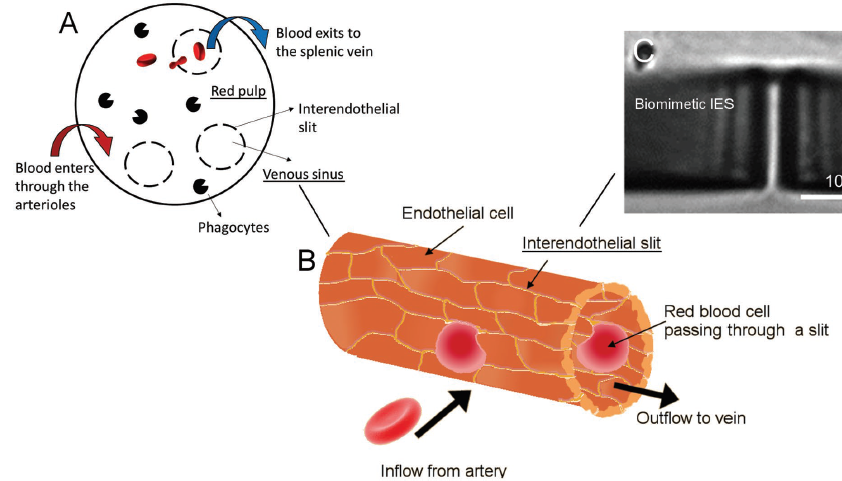 A
Blood exits to
the splenic vein
Red pulp
Interendothelial
slit
Venous sinus
Blood enters
through the
arterioles
Phagocytes
C
Biomimetic IES
10
B
Endothelial cell
Interendothelial slit
Red blood cell
passing through a slit
Outflow to vein
Inflow from artery